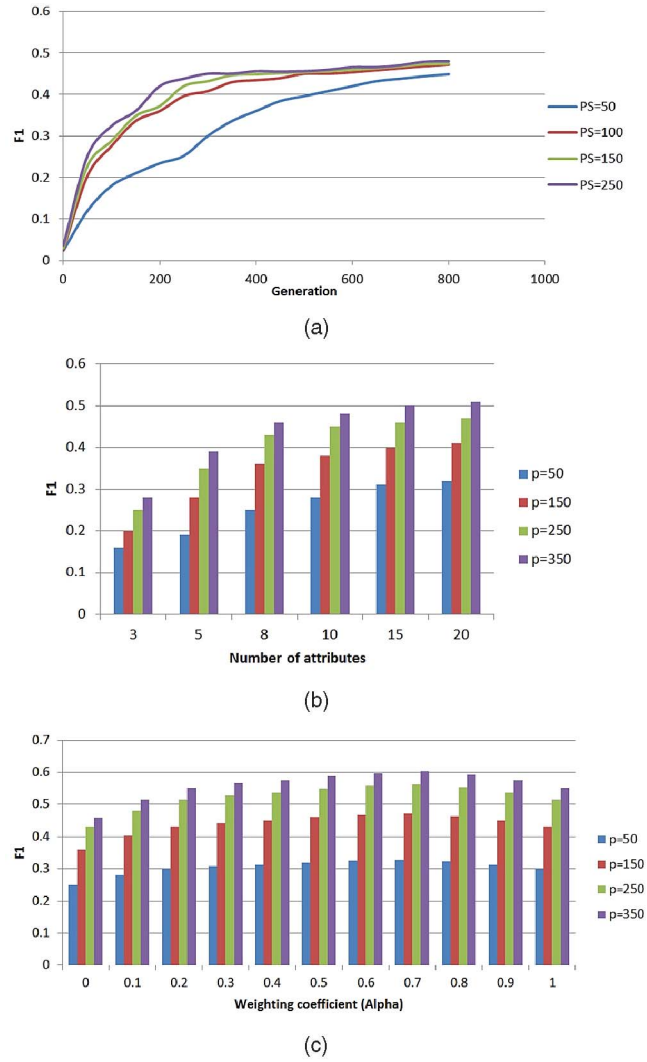 0.6
0.5
0.4
0.3
0.2
0.1
0
F1
0 200 400 600 800 1000
Generation
PS=50
PS=100
PS=150
PS=250
(a)
0.6
0.5
0.4
0.3
0.2
0.1
0
F1
3 5 8 10 15 20
Number of attributes
p=50
p=150
p=250
p=350
(b)
0.7
0.6
0.5
0.4
0.3
0.2
0.1
0
F1
0 0.1 0.2 0.3 0.4 0.5 0.6 0.7 0.8 0.9 1
Weighting coefficient (Alpha)
p=50
p=150
p=250
p=350
(c)